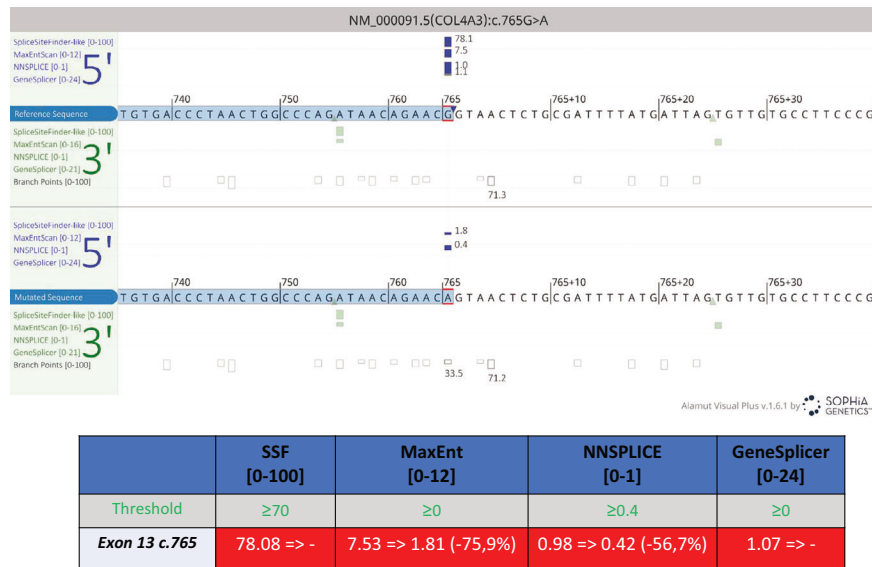 NM_000091.5(COL4A3):c.765G>A
SpliceSiteFinder-like [0-100]
MaxEntScan [0-12]
NNSPLICE [0-1]
GeneSplicer [0-24]
5'
78.1
7.5
1.0
1.1
740 750 760 765 765+10 765+20 765+30
Reference Sequence TGTGACCCTAACTGGCCCAGATAACAGAACGGTAACTCTGCGATTTTATGATTAGTGTTGTGCCTTCCCG
SpliceSiteFinder-like [0-100]
MaxEntScan [0-16]
NNSPLICE [0-1]
GeneSplicer [0-21]
Branch Points [0-100]
3'
71.3
SpliceSiteFinder-like [0-100]
MaxEntScan [0-12]
NNSPLICE [0-1]
GeneSplicer [0-24]
5'
1.8
0.4
740 750 760 765 765+10 765+20 765+30
Mutated Sequence TGTGACCCTAACTGGCCCAGATAACAGAACAGTAACTCTGCGATTTTATGATTAGTGTTGTGCCTTCCCG
SpliceSiteFinder-like [0-100]
MaxEntScan [0-16]
NNSPLICE [0-1]
GeneSplicer [0-21]
Branch Points [0-100]
3'
33.5
71.2
Alamut Visual Plus v.1.6.1 by SOPHiA GENETICS™
SSF [0-100] MaxEnt [0-12] NNSPLICE [0-1] GeneSplicer [0-24]
Threshold ≥70 ≥0 ≥0.4 ≥0
Exon 13 c.765 78.08 => - 7.53 => 1.81 (-75,9%) 0.98 => 0.42 (-56,7%) 1.07 => -